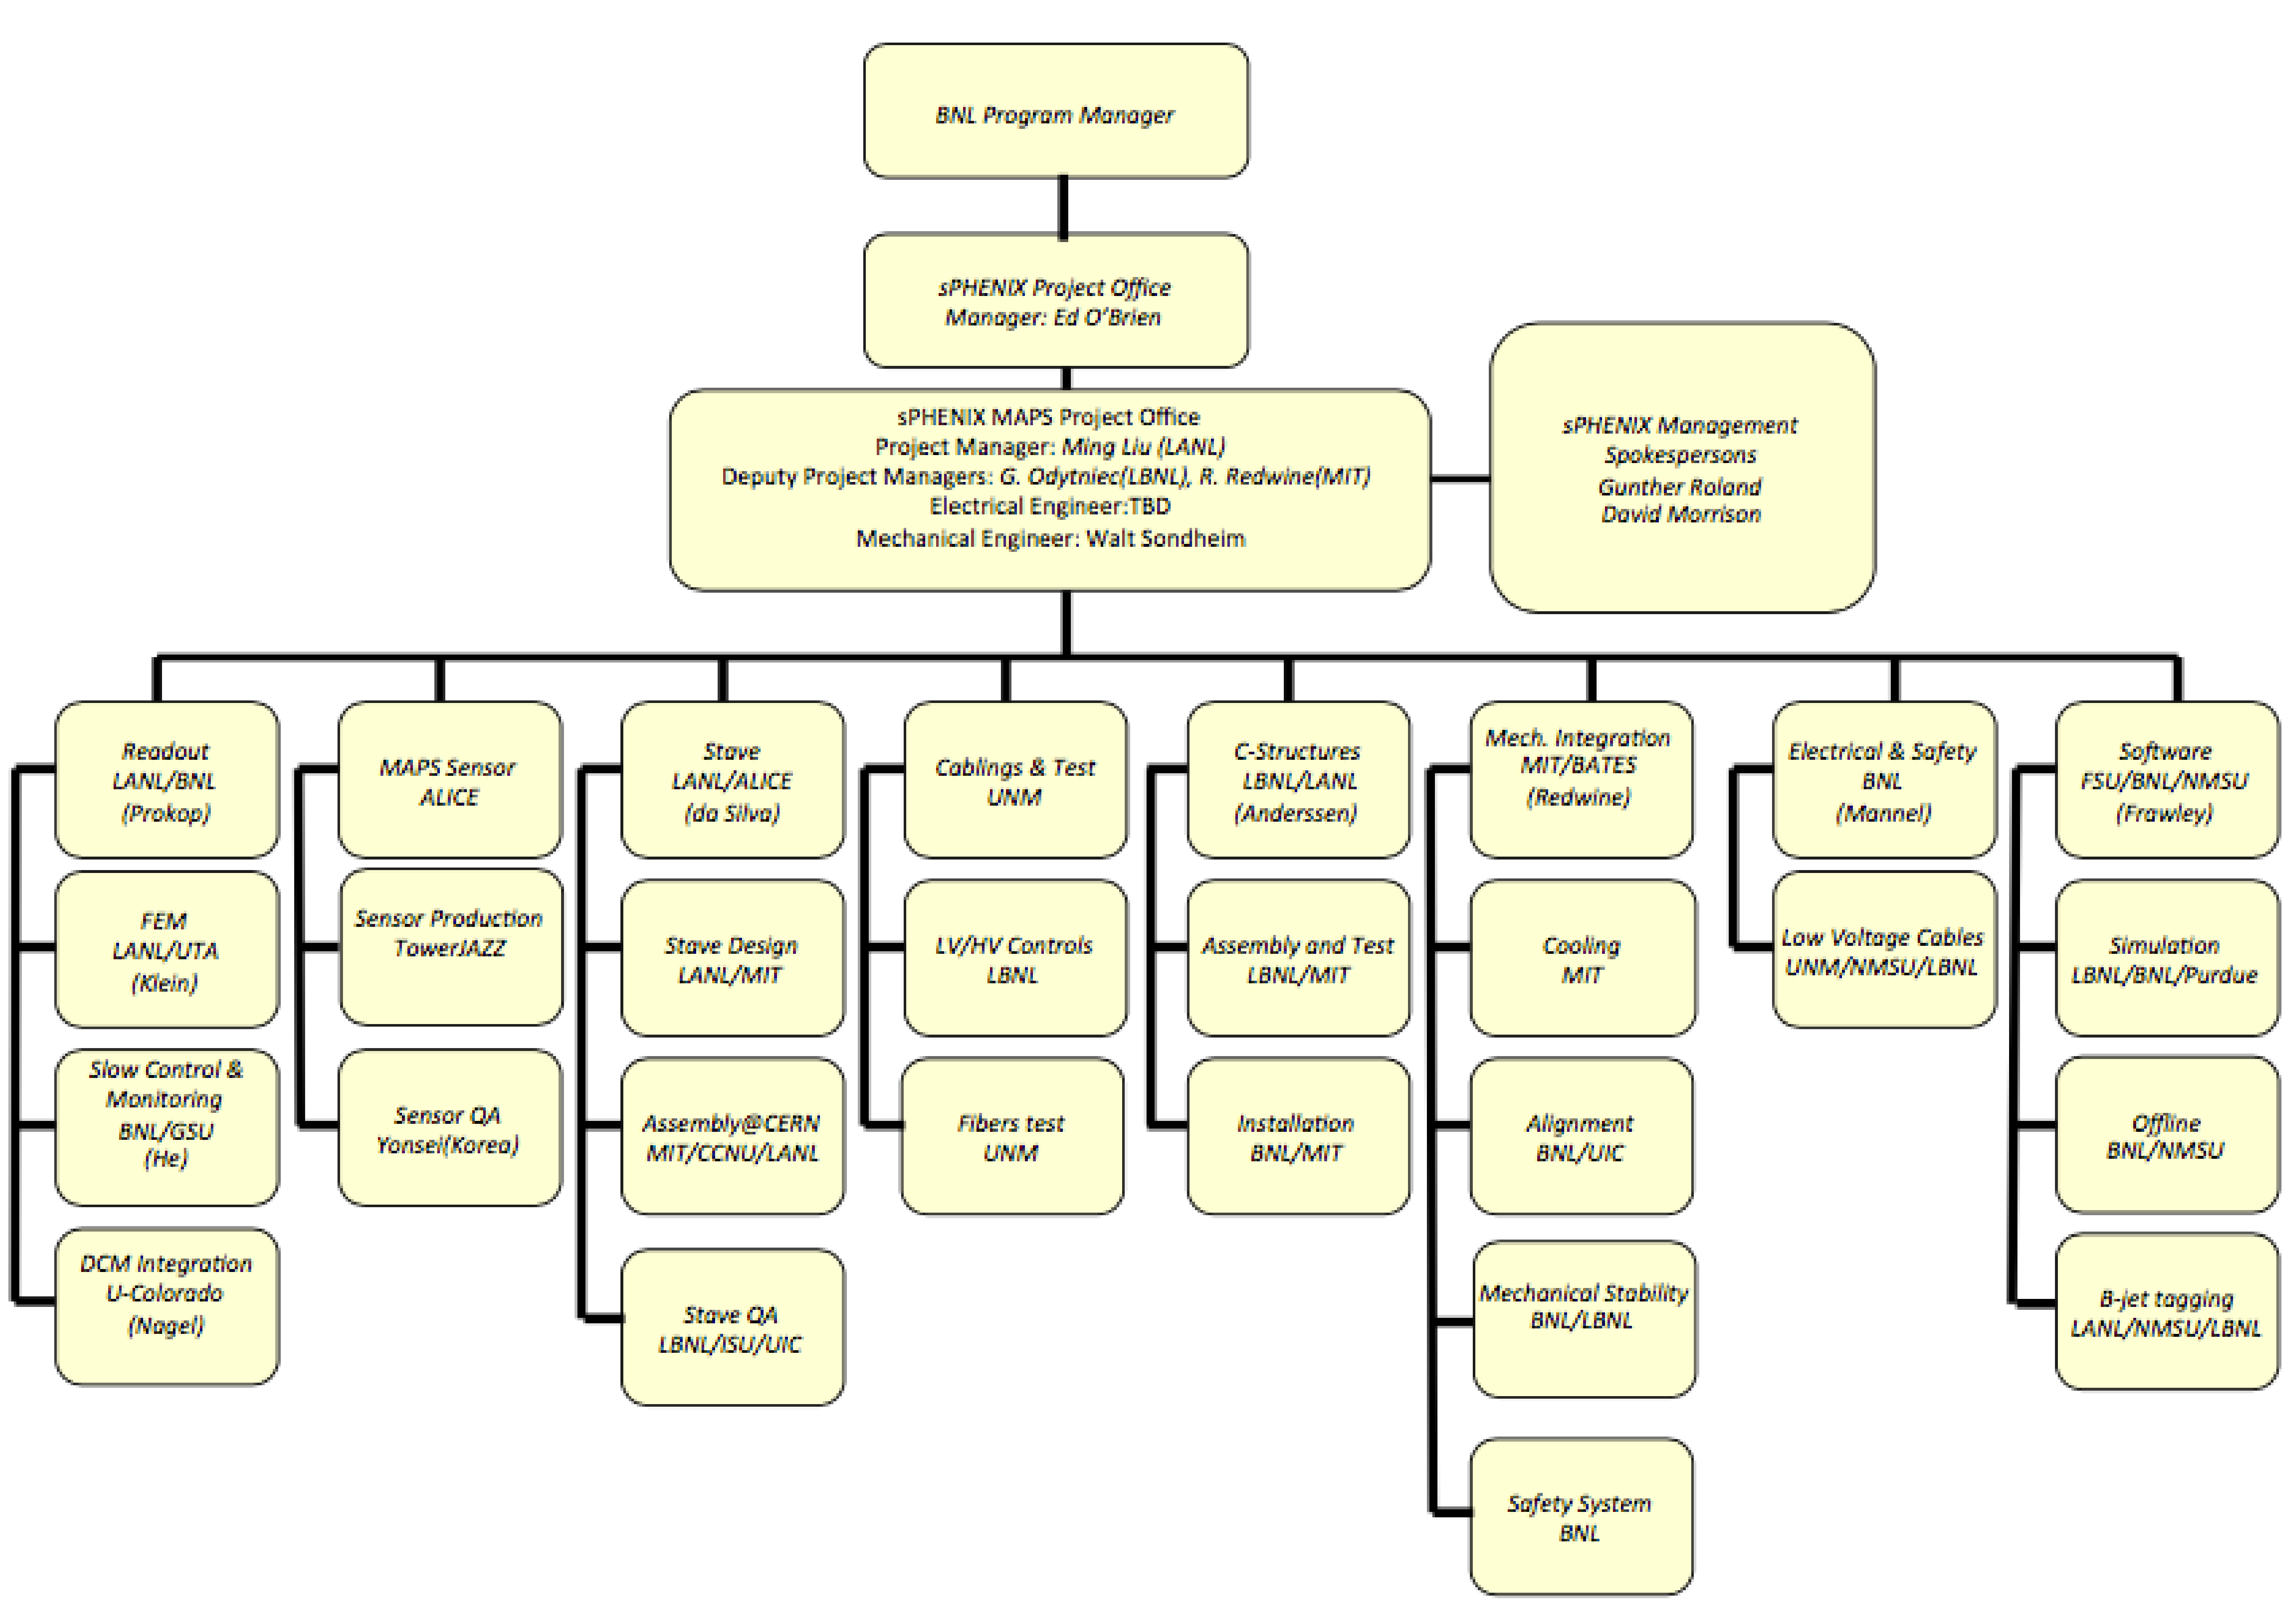 BNL Program Manager
sPHENIX Project Office
Manager: Ed O'Brien
sPHENIX MAPS Project Office
Project Manager: Ming Liu (LANL)
Deputy Project Managers: G. Odytniec(LBNL), R. Redwine(MIT)
Electrical Engineer:TBD
Mechanical Engineer: Walt Sondheim
sPHENIX Management
Spokespersons
Gunther Roland
David Morrison
Readout
LANL/BNL
(Prokop)
FEM
LANL/UTA
(Klein)
Slow Control &
Monitoring
BNL/GSU
(He)
DCM Integration
U-Colorado
(Nagel)
MAPS Sensor
ALICE
Sensor Production
TowerJAZZ
Sensor QA
Yonsei(Korea)
Stave
LANL/ALICE
(da Silva)
Stave Design
LANL/MIT
Assembly@CERN
MIT/CCNU/LANL
Stave QA
LBNL/ISU/UIC
Cablings & Test
UNM
LV/HV Controls
LBNL
Fibers test
UNM
C-Structures
LBNL/LANL
(Anderssen)
Assembly and Test
LBNL/MIT
Installation
BNL/MIT
Mech. Integration
MIT/BATES
(Redwine)
Cooling
MIT
Alignment
BNL/UIC
Mechanical Stability
BNL/LBNL
Safety System
BNL
Electrical & Safety
BNL
(Mannel)
Low Voltage Cables
UNM/NMSU/LBNL
Software
FSU/BNL/NMSU
(Frawley)
Simulation
LBNL/BNL/Purdue
Offline
BNL/NMSU
B-jet tagging
LANL/NMSU/LBNL